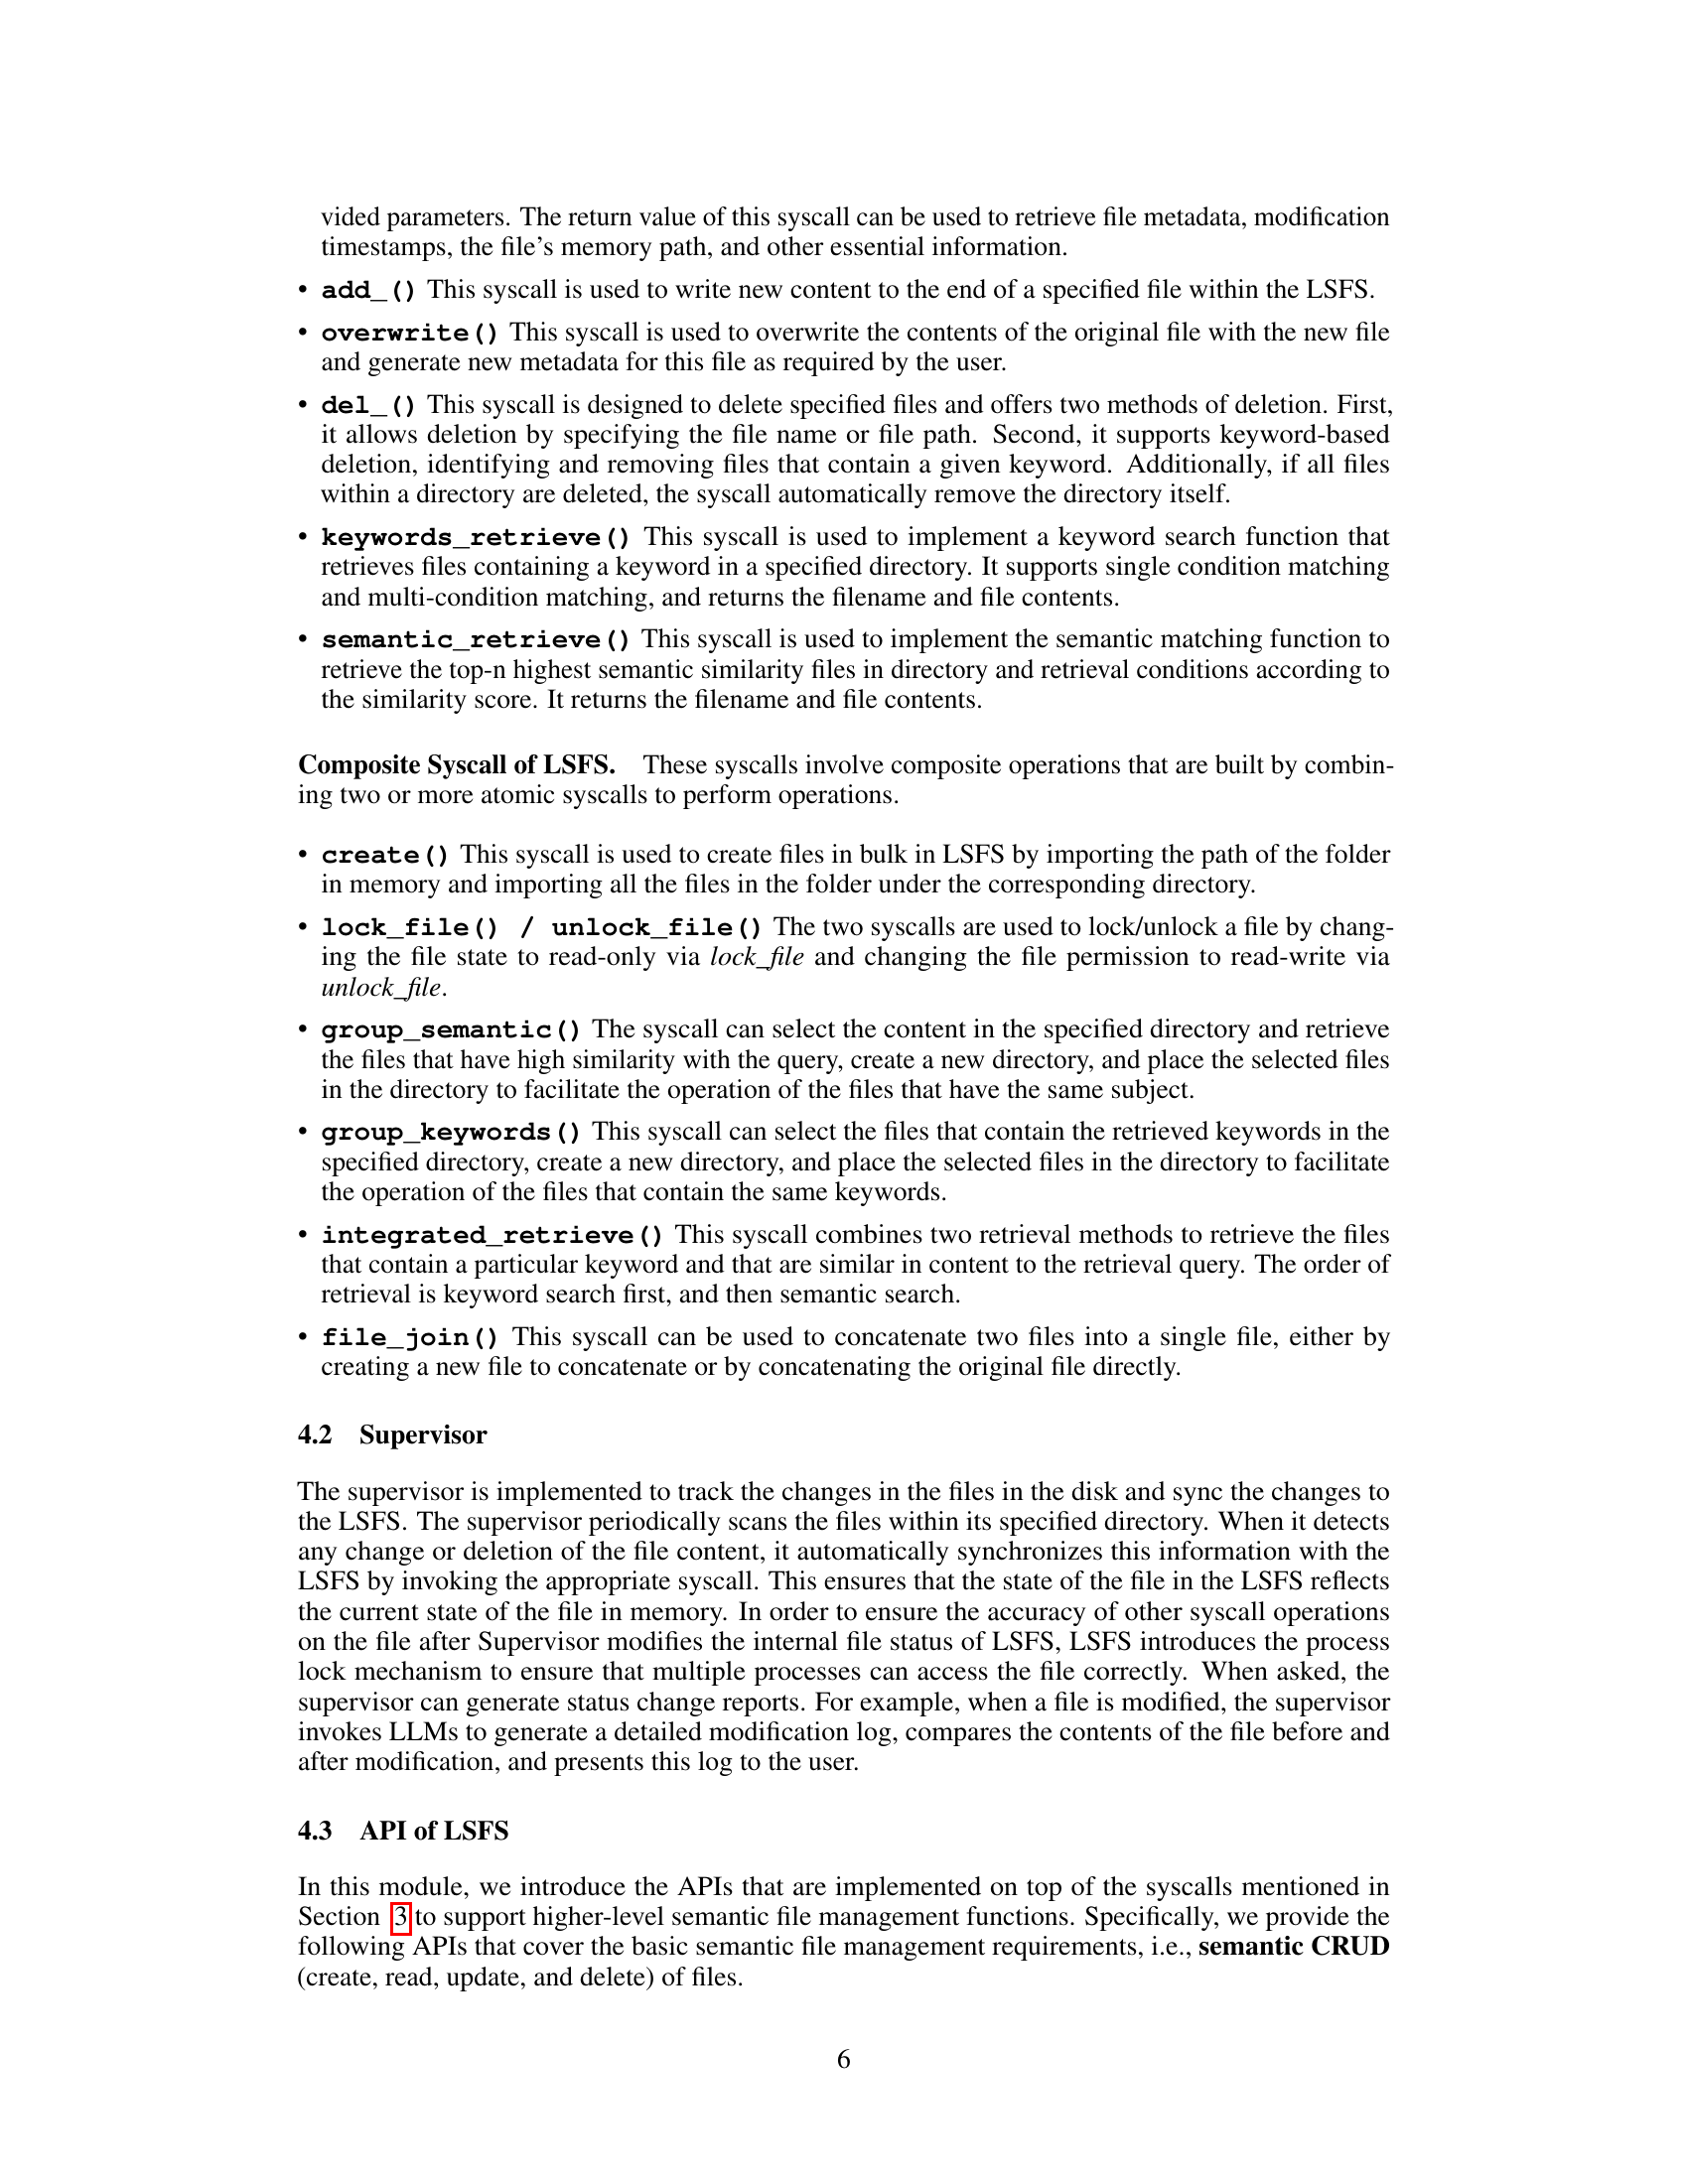 vided parameters. The return value of this syscall can be used to retrieve file metadata, modification
timestamps, the file's memory path, and other essential information.
• add_() This syscall is used to write new content to the end of a specified file within the LSFS.
• overwrite() This syscall is used to overwrite the contents of the original file with the new file
and generate new metadata for this file as required by the user.
• del_() This syscall is designed to delete specified files and offers two methods of deletion. First,
it allows deletion by specifying the file name or file path. Second, it supports keyword-based
deletion, identifying and removing files that contain a given keyword. Additionally, if all files
within a directory are deleted, the syscall automatically remove the directory itself.
• keywords_retrieve() This syscall is used to implement a keyword search function that
retrieves files containing a keyword in a specified directory. It supports single condition matching
and multi-condition matching, and returns the filename and file contents.
• semantic_retrieve() This syscall is used to implement the semantic matching function to
retrieve the top-n highest semantic similarity files in directory and retrieval conditions according to
the similarity score. It returns the filename and file contents.
Composite Syscall of LSFS. These syscalls involve composite operations that are built by combin-
ing two or more atomic syscalls to perform operations.
• create() This syscall is used to create files in bulk in LSFS by importing the path of the folder
in memory and importing all the files in the folder under the corresponding directory.
• lock_file() / unlock_file() The two syscalls are used to lock/unlock a file by chang-
ing the file state to read-only via lock_file and changing the file permission to read-write via
unlock_file.
• group_semantic() The syscall can select the content in the specified directory and retrieve
the files that have high similarity with the query, create a new directory, and place the selected files
in the directory to facilitate the operation of the files that have the same subject.
• group_keywords() This syscall can select the files that contain the retrieved keywords in the
specified directory, create a new directory, and place the selected files in the directory to facilitate
the operation of the files that contain the same keywords.
• integrated_retrieve() This syscall combines two retrieval methods to retrieve the files
that contain a particular keyword and that are similar in content to the retrieval query. The order of
retrieval is keyword search first, and then semantic search.
• file_join() This syscall can be used to concatenate two files into a single file, either by
creating a new file to concatenate or by concatenating the original file directly.
4.2 Supervisor
The supervisor is implemented to track the changes in the files in the disk and sync the changes to
the LSFS. The supervisor periodically scans the files within its specified directory. When it detects
any change or deletion of the file content, it automatically synchronizes this information with the
LSFS by invoking the appropriate syscall. This ensures that the state of the file in the LSFS reflects
the current state of the file in memory. In order to ensure the accuracy of other syscall operations
on the file after Supervisor modifies the internal file status of LSFS, LSFS introduces the process
lock mechanism to ensure that multiple processes can access the file correctly. When asked, the
supervisor can generate status change reports. For example, when a file is modified, the supervisor
invokes LLMs to generate a detailed modification log, compares the contents of the file before and
after modification, and presents this log to the user.
4.3 API of LSFS
In this module, we introduce the APIs that are implemented on top of the syscalls mentioned in
Section 3 to support higher-level semantic file management functions. Specifically, we provide the
following APIs that cover the basic semantic file management requirements, i.e., semantic CRUD
(create, read, update, and delete) of files.
6